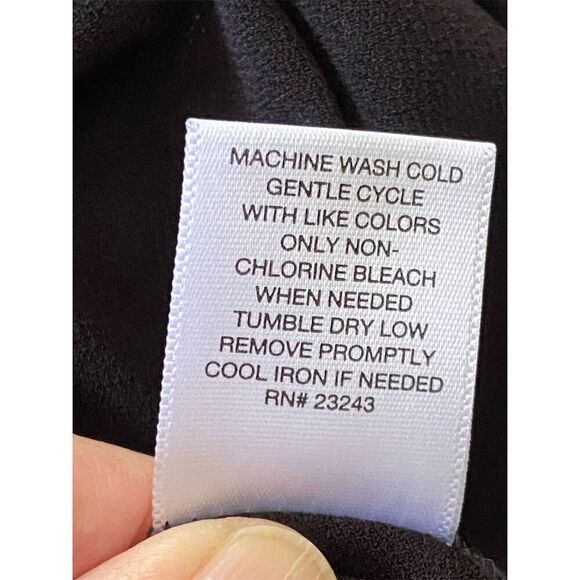 MACHINE WASH COLD
GENTLE CYCLE
WITH LIKE COLORS
ONLY NON-
CHLORINE BLEACH
WHEN NEEDED
TUMBLE DRY LOW
REMOVE PROMPTLY
COOL IRON IF NEEDED
RN# 23243